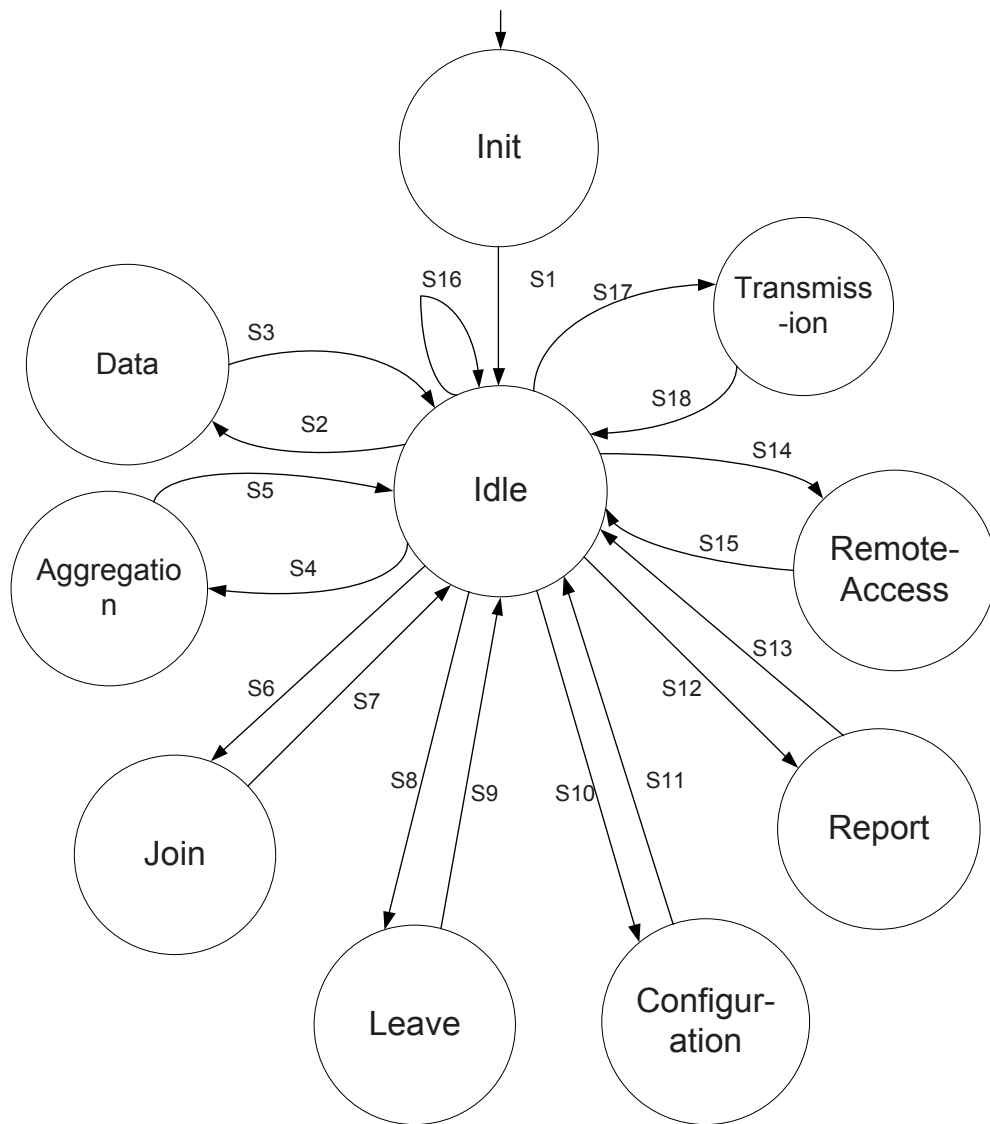 Init
S16
S1
S17
Transmiss
-ion
S3
Data
S18
S2
S14
Idle
S5
S15
Remote-
Access
Aggregatio
n
S4
S13
S6
S7
S12
S8
S9
S10
S11
Report
Join
Configur-
ation
Leave